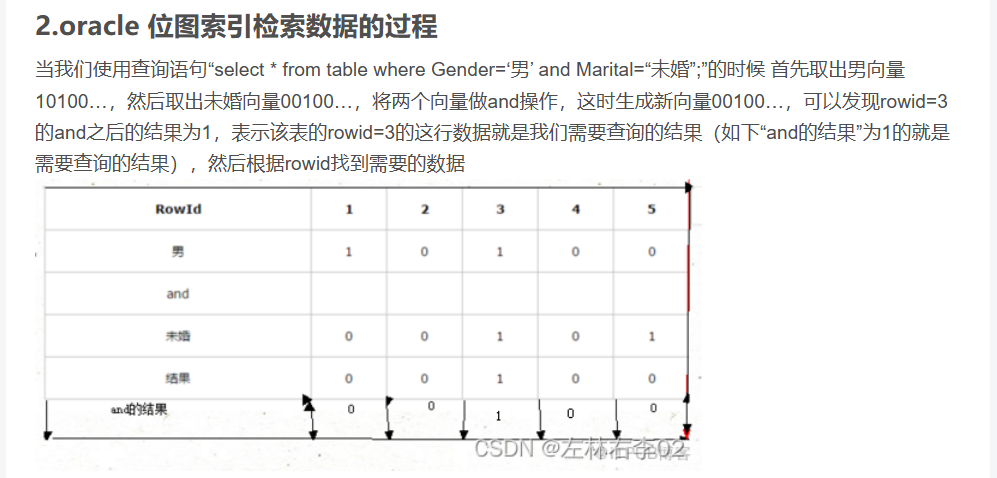 2.oracle 位图索引检索数据的过程
当我们使用查询语句“select * from table where Gender=‘男’ and Marital=“未婚”;”的时候 首先取出男向量
10100…，然后取出未婚向量00100…，将两个向量做and操作，这时生成新向量00100…，可以发现rowid=3
的and之后的结果为1，表示该表的rowid=3的这行数据就是我们需要查询的结果（如下“and的结果”为1的就是
需要查询的结果），然后根据rowid找到需要的数据
RowId 1 2 3 4 5
男 1 0 1 0 0
and
未婚 0 0 1 0 1
结果 0 0 1 0 0
and的结果 0 0 1 0 0
CSDN @左林右李02